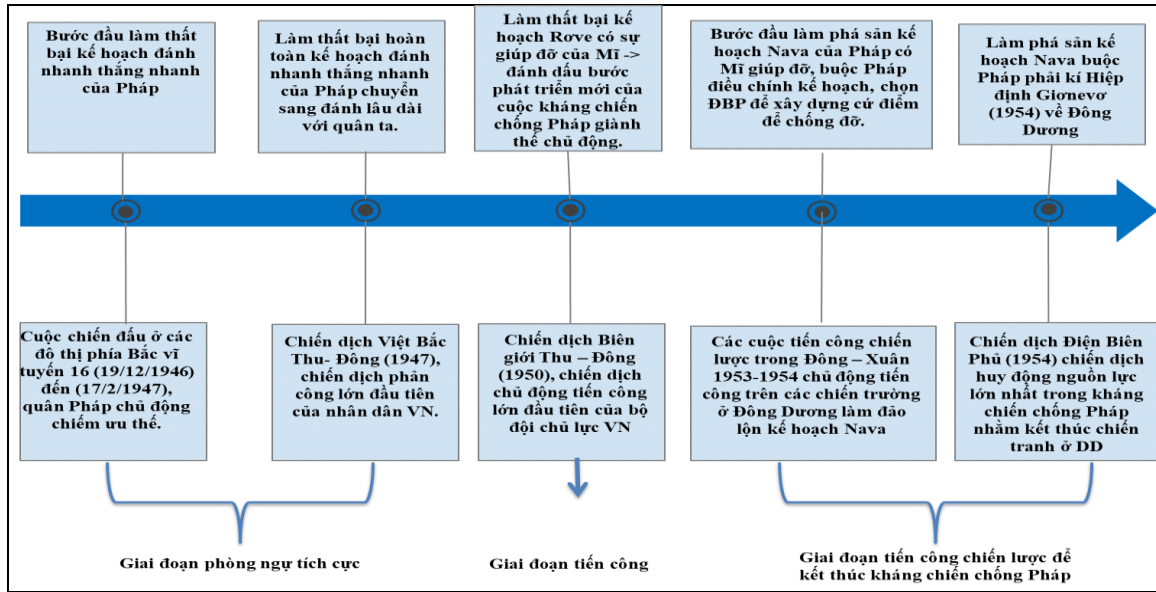 Bước đầu làm thất
bại kế hoạch đánh
nhanh thắng nhanh
của Pháp
Làm thất bại hoàn
toàn kế hoạch đánh
nhanh thắng nhanh
của Pháp chuyển
sang đánh lâu dài
với quân ta.
Làm thất bại kế
hoạch Rơve có sự
giúp đỡ của Mĩ ->
đánh dấu bước
phát triển mới của
cuộc kháng chiến
chống Pháp giành
thế chủ động.
Bước đầu làm phá sản kế
hoạch Nava của Pháp có
Mĩ giúp đỡ, buộc Pháp
điều chỉnh kế hoạch, chọn
ĐBP để xây dựng cứ điểm
để chống đỡ.
Làm phá sản kế
hoạch Nava buộc
Pháp phải kí Hiệp
định Giơnevơ
(1954) về Đông
Dương
Cuộc chiến đấu ở các
đô thị phía Bắc vĩ
tuyến 16 (19/12/1946)
đến (17/2/1947),
quân Pháp chủ động
chiếm ưu thế.
Chiến dịch Việt Bắc
Thu- Đông (1947),
chiến dịch phản
công lớn đầu tiên
của nhân dân VN.
Chiến dịch Biên
giới Thu – Đông
(1950), chiến dịch
chủ động tiến công
lớn đầu tiên của bộ
đội chủ lực VN
Các cuộc tiến công chiến
lược trong Đông – Xuân
1953-1954 chủ động tiến
công trên các chiến trường
ở Đông Dương làm đảo
lộn kế hoạch Nava
Chiến dịch Điện Biên
Phủ (1954) chiến dịch
huy động nguồn lực
lớn nhất trong kháng
chiến chống Pháp
nhằm kết thúc chiến
tranh ở DD
Giai đoạn phòng ngự tích cực
Giai đoạn tiến công
Giai đoạn tiến công chiến lược để
kết thúc kháng chiến chống Pháp